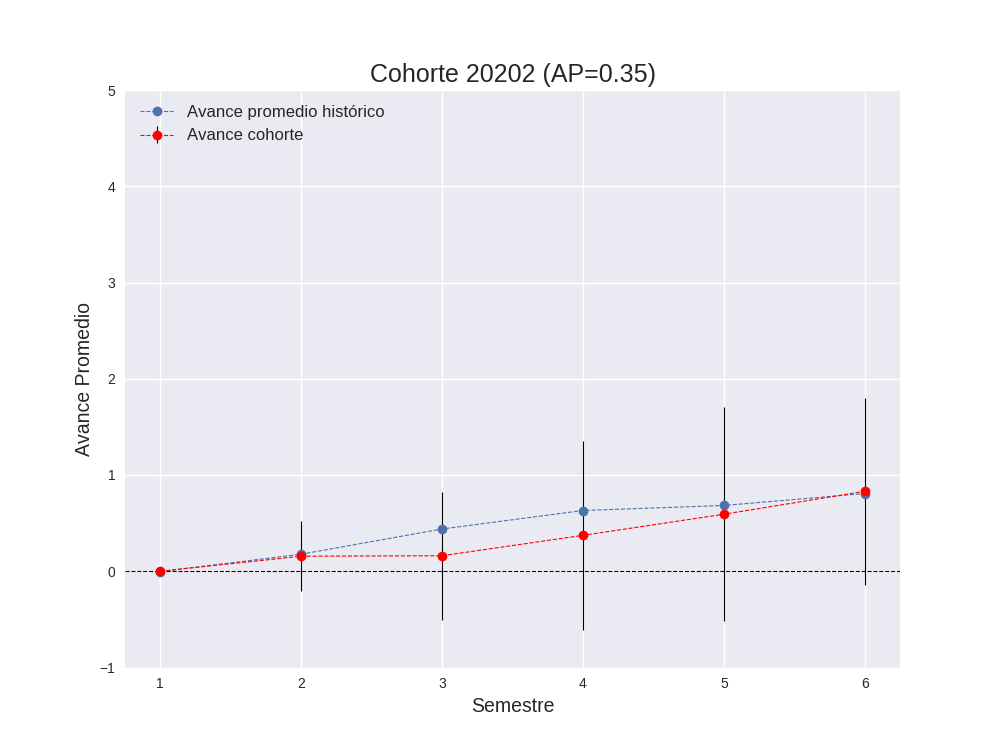 Cohorte 20202 (AP=0.35)
Avance promedio histórico
Avance cohorte
Avance Promedio
5
4
3
2
1
0
−1
1 2 3 4 5 6
Semestre